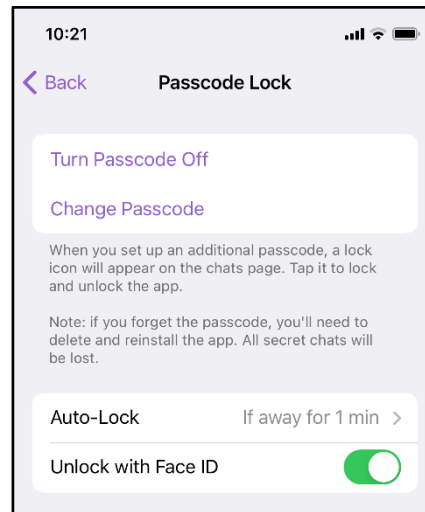 10:21
Back Passcode Lock
Turn Passcode Off
Change Passcode
When you set up an additional passcode, a lock
icon will appear on the chats page. Tap it to lock
and unlock the app.
Note: if you forget the passcode, you'll need to
delete and reinstall the app. All secret chats will
be lost.
Auto-Lock If away for 1 min
Unlock with Face ID